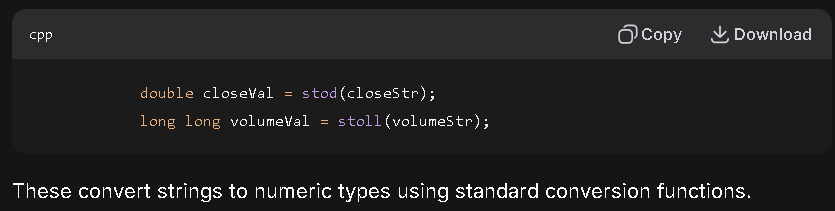 cpp Copy Download
double closeVal = stod(closeStr);
long long volumeVal = stoll(volumeStr);
These convert strings to numeric types using standard conversion functions.